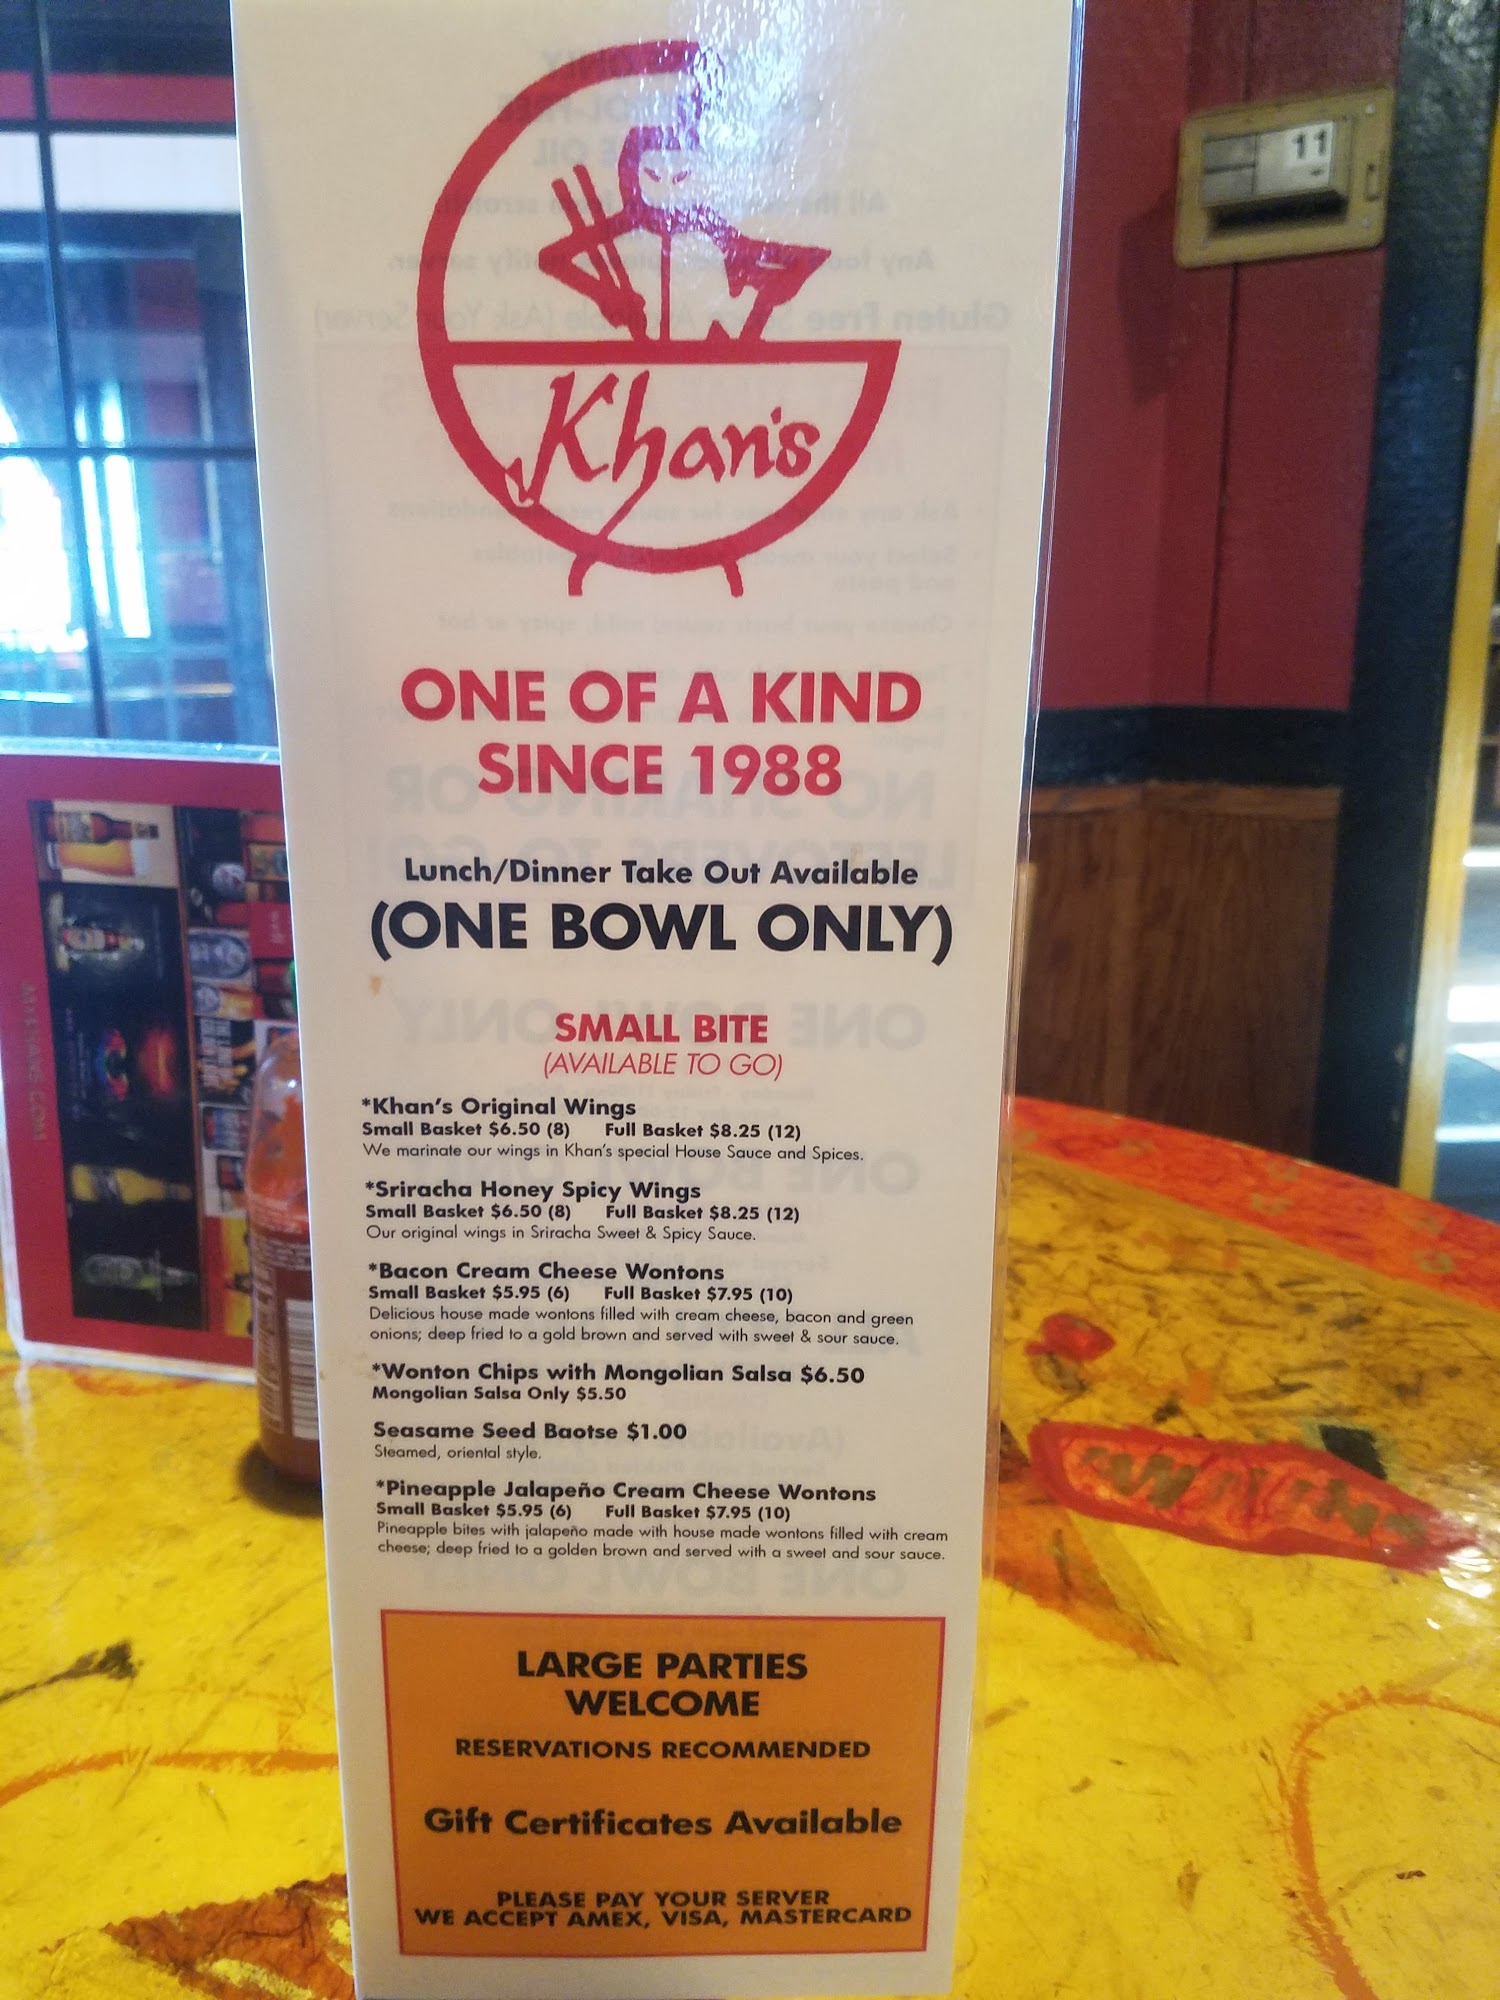 Khan's
ONE OF A KIND
SINCE 1988
Lunch/Dinner Take Out Available
(ONE BOWL ONLY)
SMALL BITE
(AVAILABLE TO GO)
*Khan's Original Wings
Small Basket $6.50 (8) Full Basket $8.25 (12)
We marinate our wings in Khan's special House Sauce and Spices.
*Sriracha Honey Spicy Wings
Small Basket $6.50 (8) Full Basket $8.25 (12)
Our original wings in Sriracha Sweet & Spicy Sauce.
*Bacon Cream Cheese Wontons
Small Basket $5.95 (6) Full Basket $7.95 (10)
Delicious house made wontons filled with cream cheese, bacon and green
onions; deep fried to a gold brown and served with sweet & sour sauce.
*Wonton Chips with Mongolian Salsa $6.50
Mongolian Salsa Only $5.50
Seasame Seed Baotse $1.00
Steamed, oriental style.
*Pineapple Jalapeño Cream Cheese Wontons
Small Basket $5.95 (6) Full Basket $7.95 (10)
Pineapple bites with jalapeño made with house made wontons filled with cream
cheese; deep fried to a golden brown and served with a sweet and sour sauce.
LARGE PARTIES
WELCOME
RESERVATIONS RECOMMENDED
Gift Certificates Available
PLEASE PAY YOUR SERVER
WE ACCEPT AMEX, VISA, MASTERCARD
11